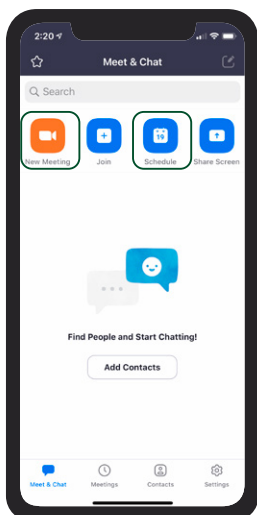 2:20
Meet & Chat
Search
19
New Meeting Join Schedule Share Screen
Find People and Start Chatting!
Add Contacts
Meet & Chat Meetings Contacts Settings